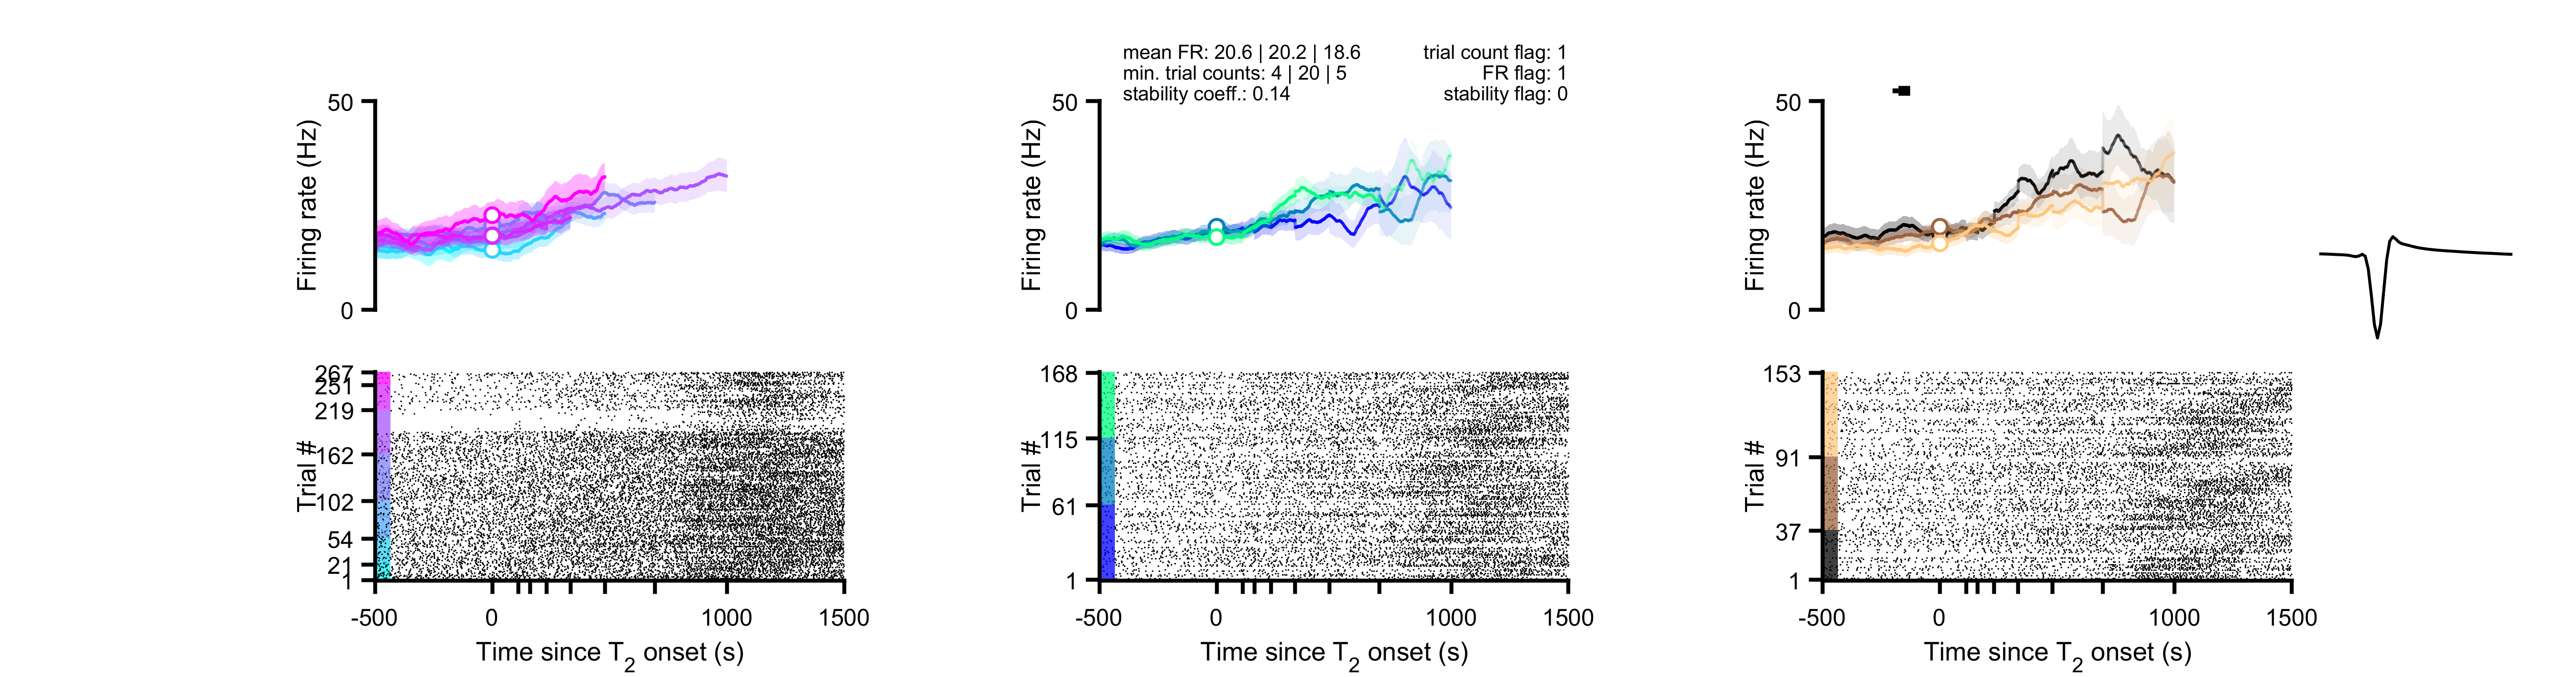 mean FR: 20.6 | 20.2 | 18.6
min. trial counts: 4 | 20 | 5
stability coeff.: 0.14
trial count flag: 1
FR flag: 1
stability flag: 0
50
0
Firing rate (Hz)
50
0
Firing rate (Hz)
50
0
Firing rate (Hz)
267
251
219
162
102
54
21
1
Trial #
-500
0
1000
1500
Time since T2 onset (s)
168
115
61
1
Trial #
-500
0
1000
1500
Time since T2 onset (s)
153
91
37
1
Trial #
-500
0
1000
1500
Time since T2 onset (s)